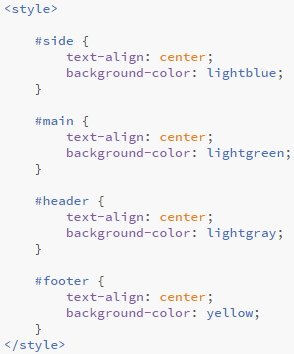 <style>
#side {
text-align: center;
background-color: lightblue;
}
#main {
text-align: center;
background-color: lightgreen;
}
#header {
text-align: center;
background-color: lightgray;
}
#footer {
text-align: center;
background-color: yellow;
}
</style>